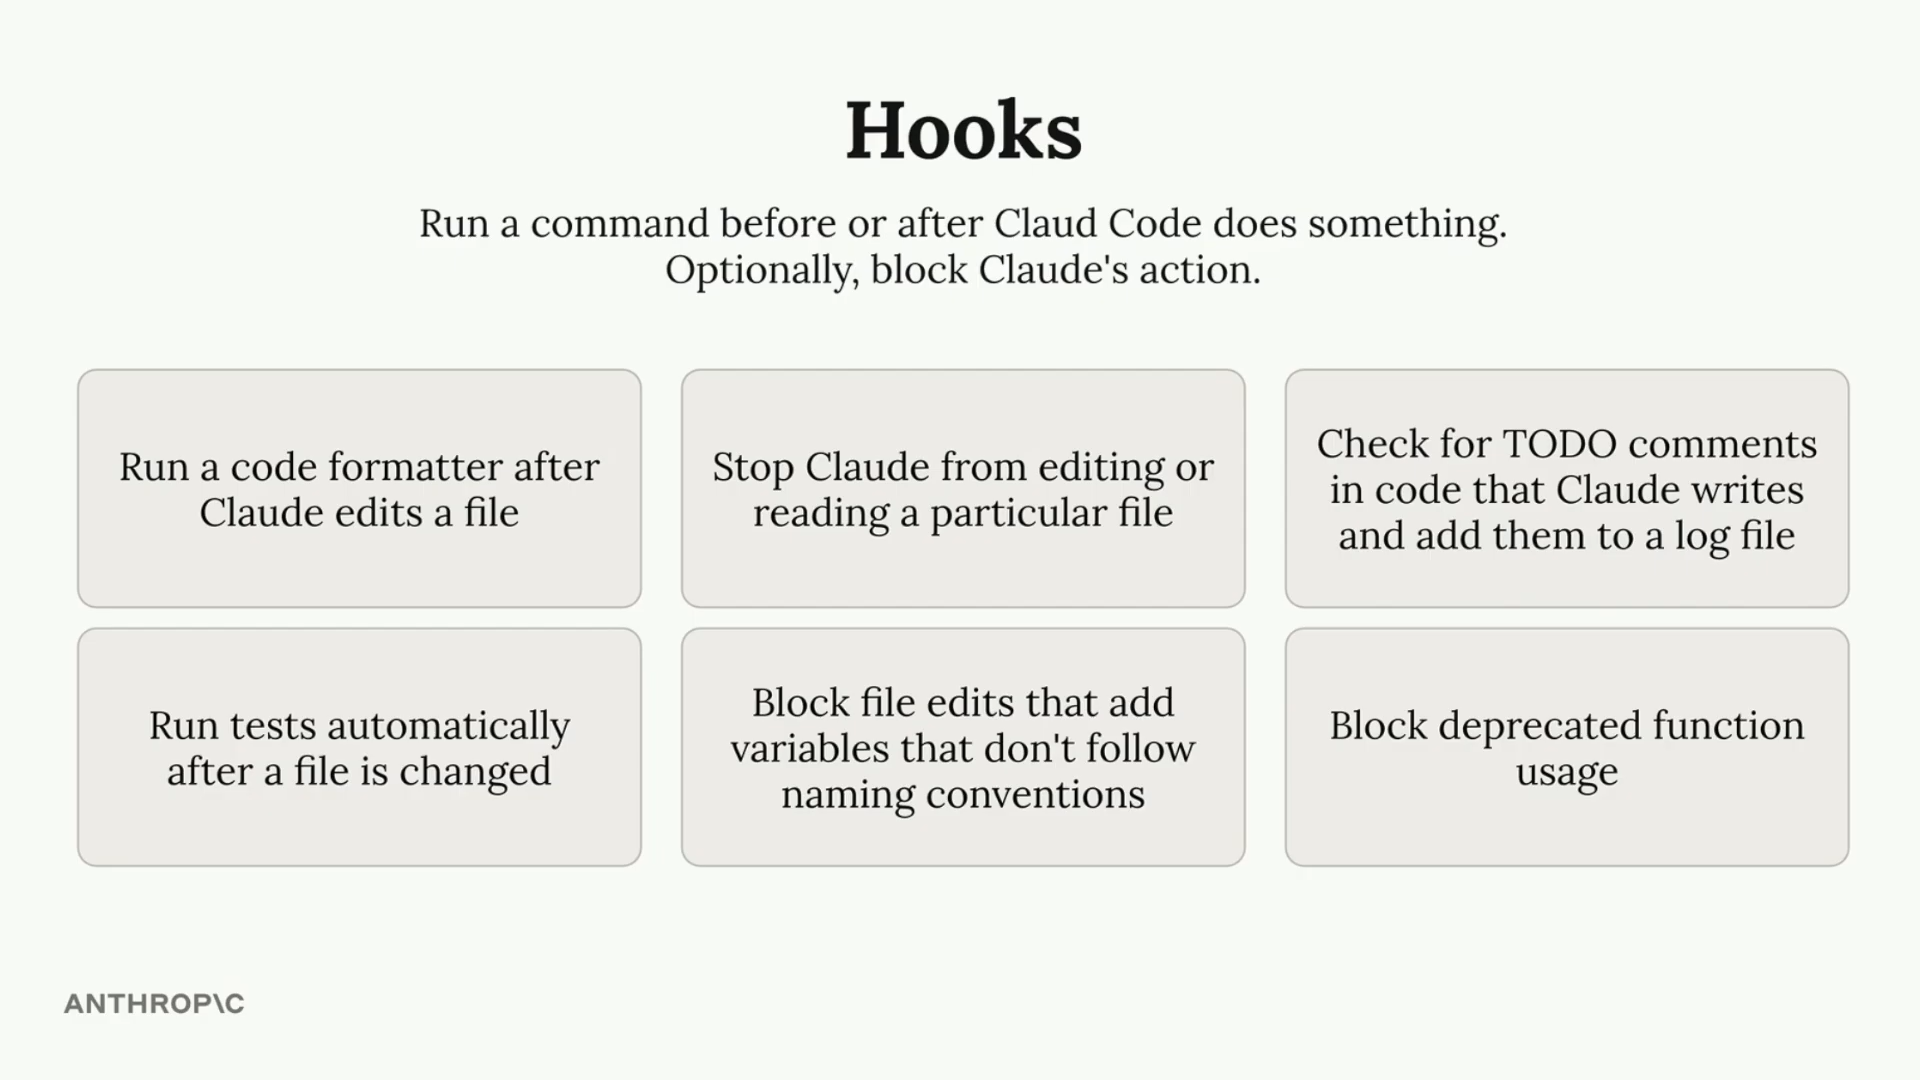 Hooks
Run a command before or after Claud Code does something.
Optionally, block Claude's action.
Run a code formatter after
Claude edits a file
Stop Claude from editing or
reading a particular file
Check for TODO comments
in code that Claude writes
and add them to a log file
Run tests automatically
after a file is changed
Block file edits that add
variables that don't follow
naming conventions
Block deprecated function
usage
ANTHROP\C